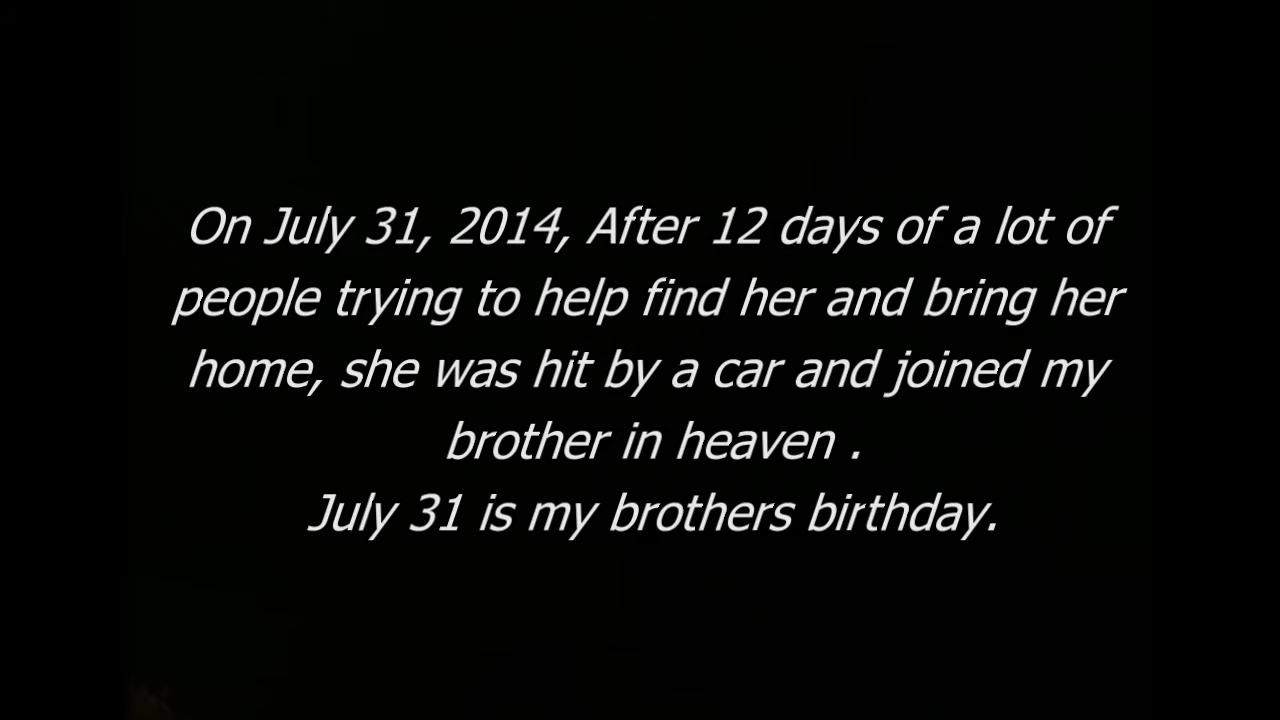 On July 31, 2014, After 12 days of a lot of
people trying to help find her and bring her
home, she was hit by a car and joined my
brother in heaven .
July 31 is my brothers birthday.